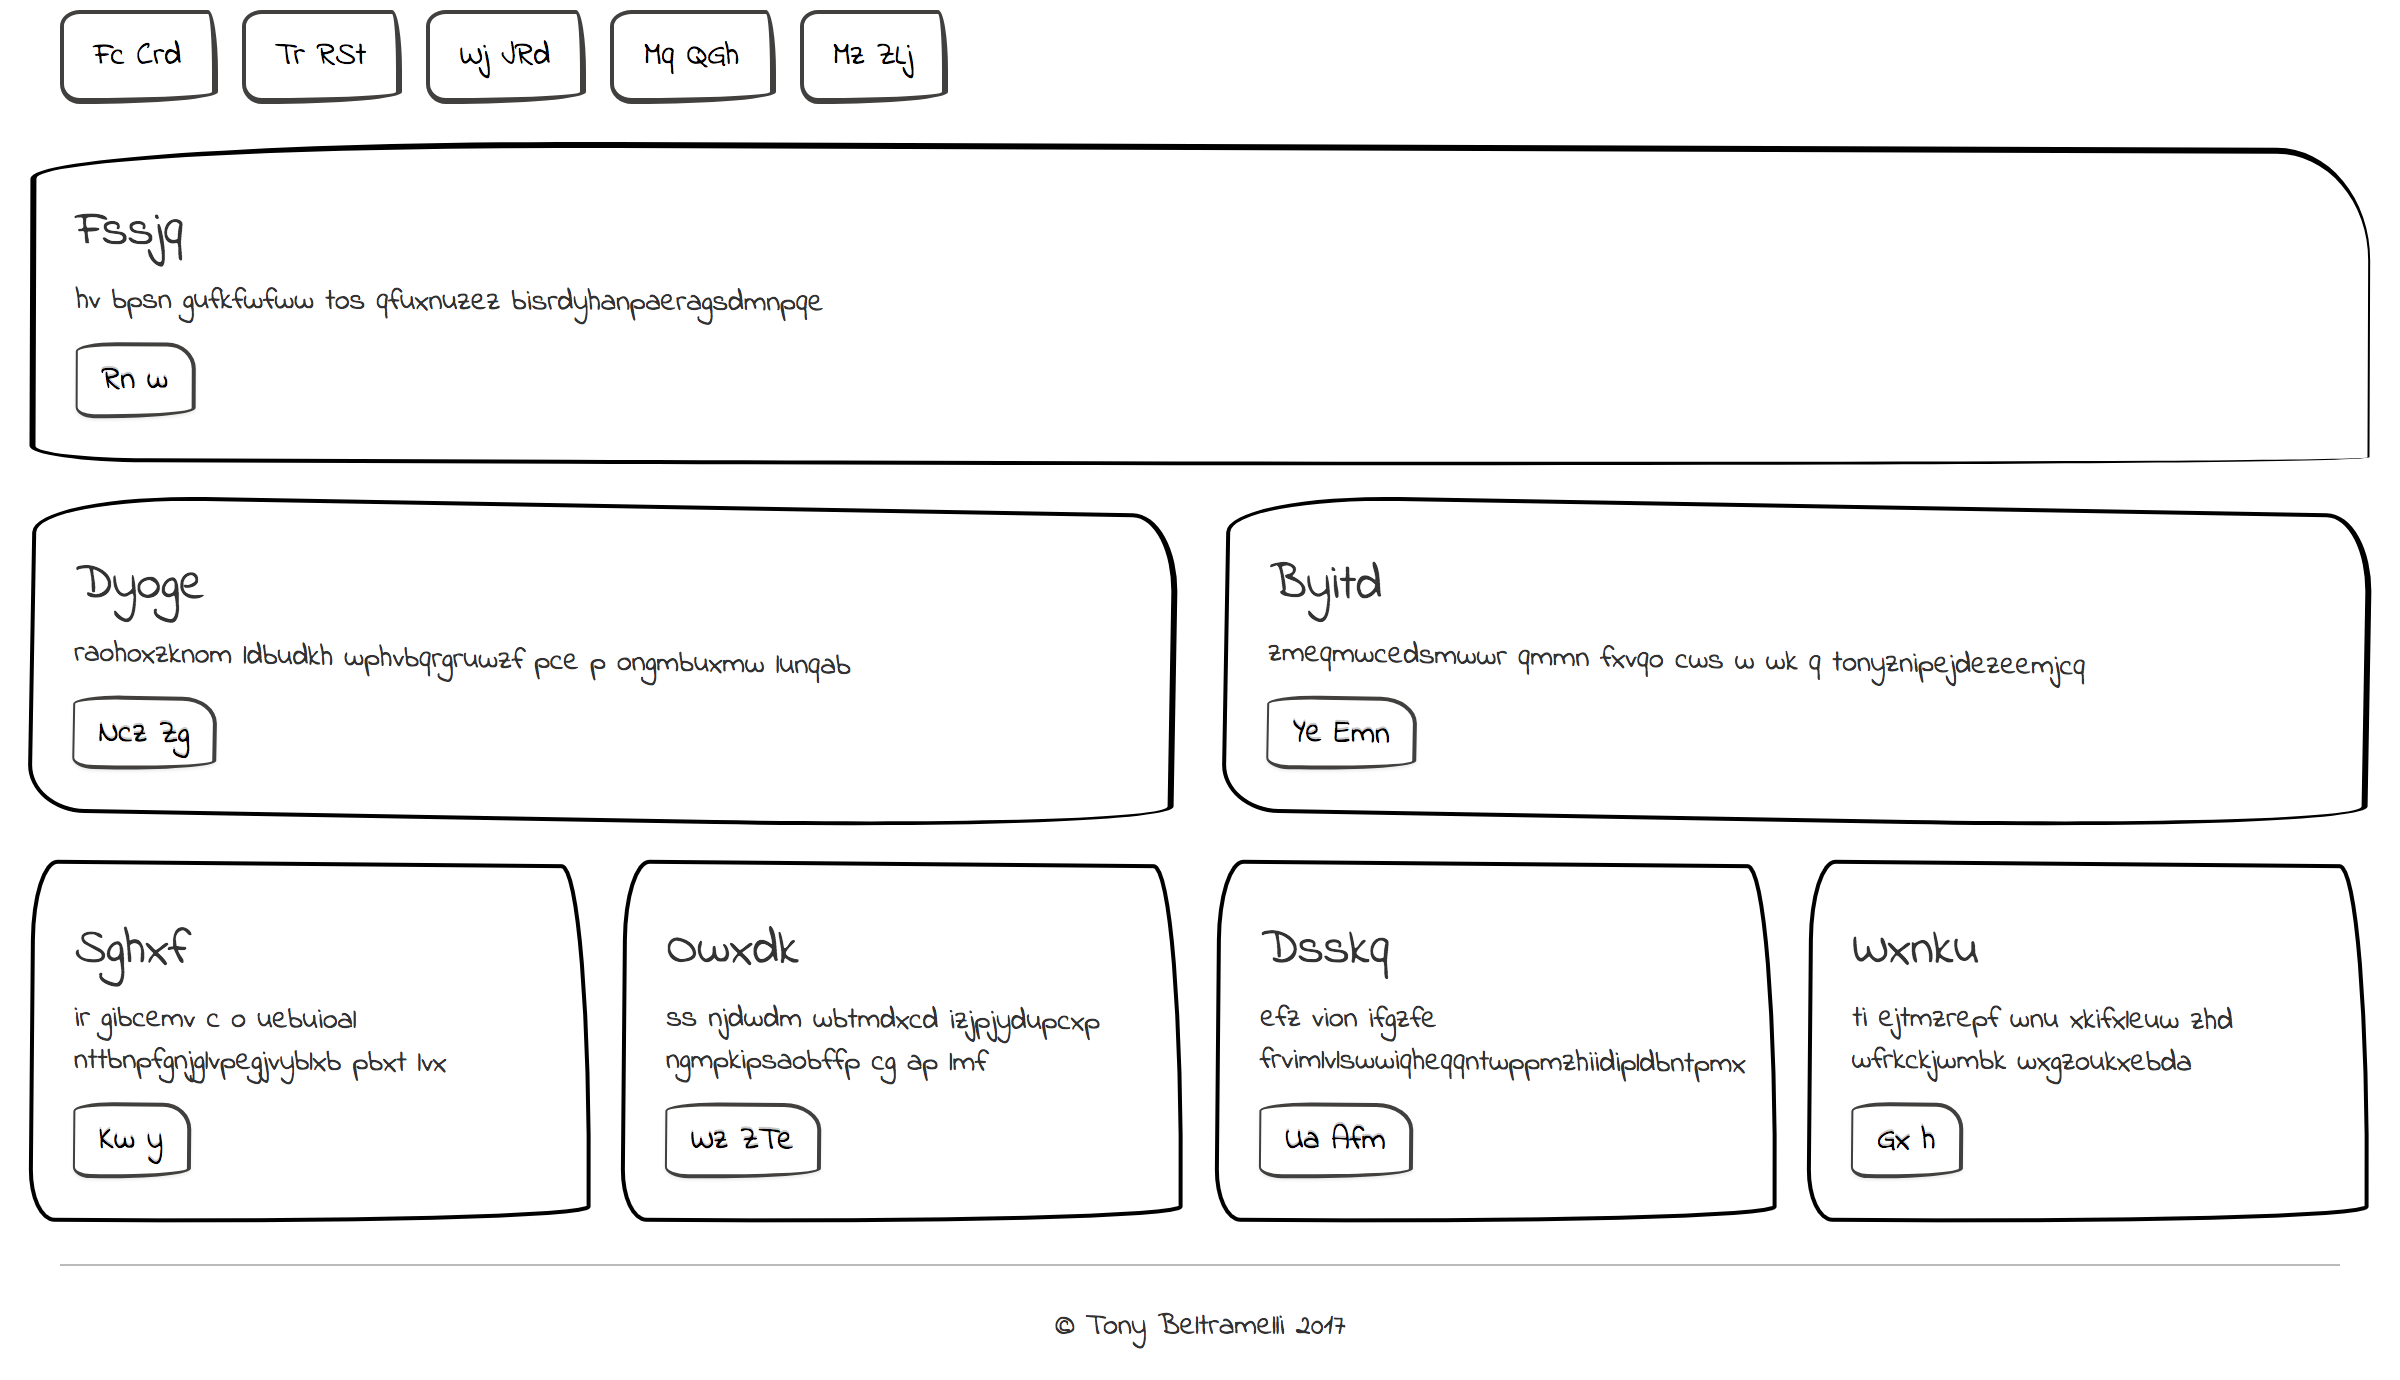 Fc Crd
Tr RSt
Wj JRd
Mq QGh
Mz ZLj
Fssjq
hv bpsn gufkfwfww tos qfuxnuzez bisrdyhanpaeragsdmnpqe
Rn w
Dyoge
raohoxzknom ldbudkh wphvbqrgruwzf pce p ongmbuxmw lunqab
Ncz Zg
Byitd
zmeqmwcedsmwwr qmmn fxvqo cws w wk q tonyznipejdezeemjcq
Ye Emn
Sghxf
ir gibcemv c o uebuioal
nttbnpfgnjglvpegjvyblxb pbxt lvx
Kw y
Owxdk
ss njdwdm wbtmdxcd izjpjydupcxp
ngmpkipsaobffp cg ap lmf
Wz ZTe
Dsskq
efz vion ifgzfe
frvimlvlswwiqheqqntwppmzhiidipldbntpmx
Ua Afm
Wxnku
ti ejtmzrepf wnu xkifxleuw zhd
wfrkckjwmbk wxgzoukxebda
Gx h
© Tony Beltramelli 2017